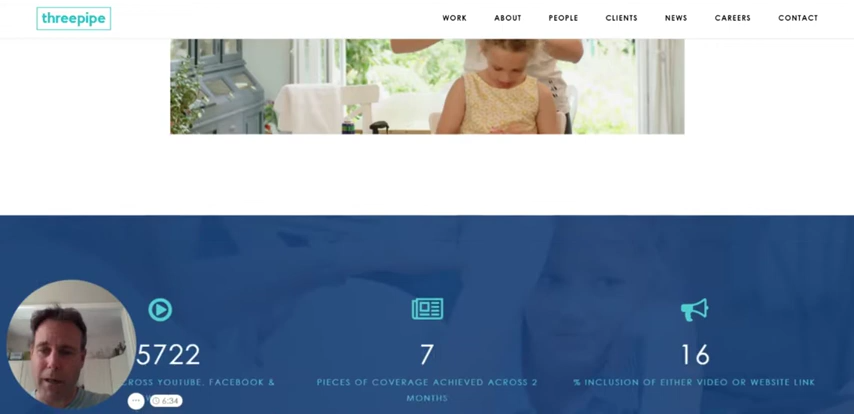 threepipe
WORK ABOUT PEOPLE CLIENTS NEWS CAREERS CONTACT
5722 7 16
CROSS YOUTUBE, FACEBOOK & PIECES OF COVERAGE ACHIEVED ACROSS 2 % INCLUSION OF EITHER VIDEO OR WEBSITE LINK
MONTHS
6:34